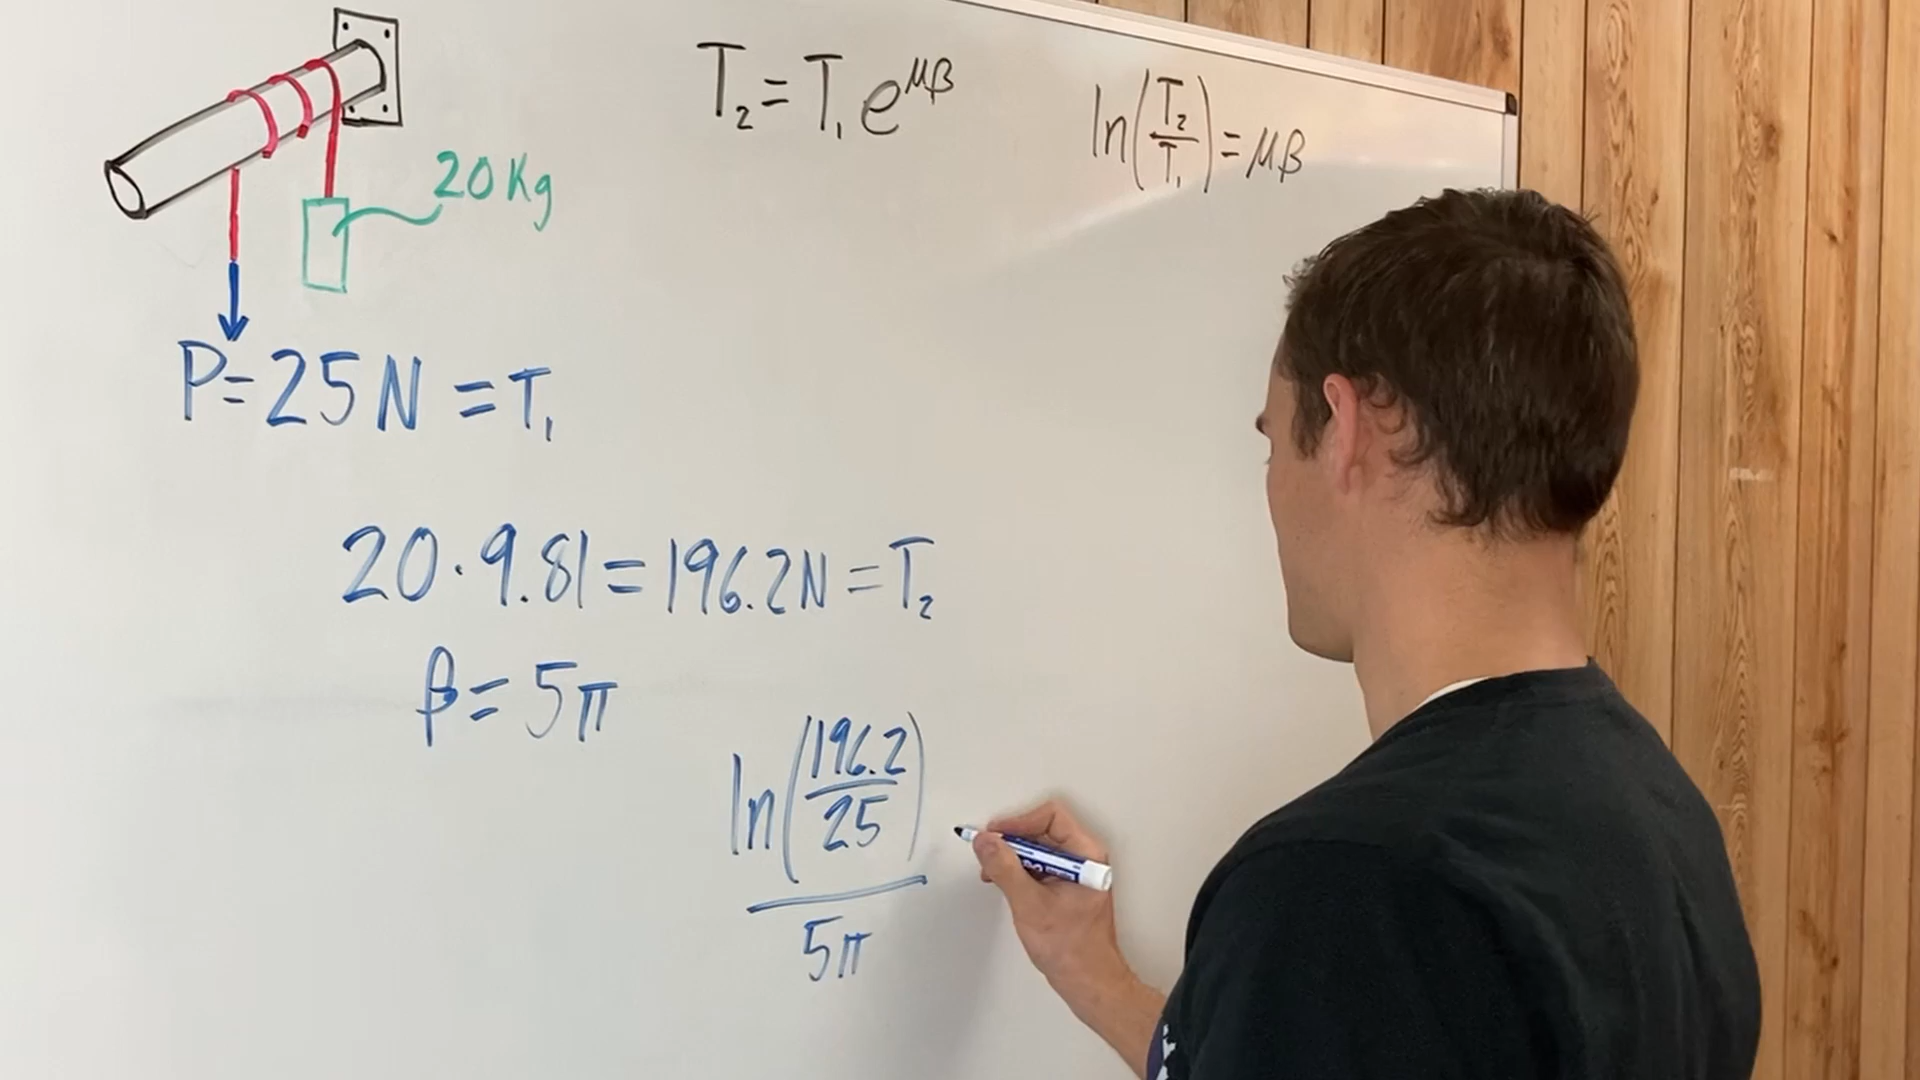 T₂ = T₁ e^μβ
ln(T₂/T₁) = μβ
20 Kg
P = 25 N = T₁
20 · 9.81 = 196.2 N = T₂
β = 5π
ln(196.2/25)
5π